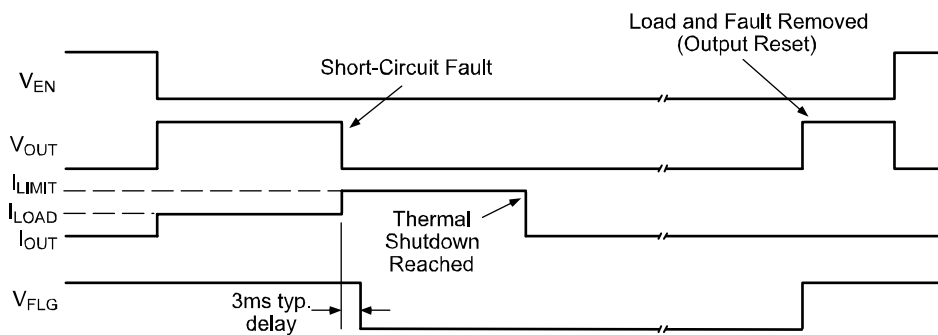 Load and Fault Removed
(Output Reset)
VEN
Short-Circuit Fault
VOUT
ILIMIT
ILOAD
IOUT
Thermal
Shutdown
Reached
VFLG
3ms typ.
delay